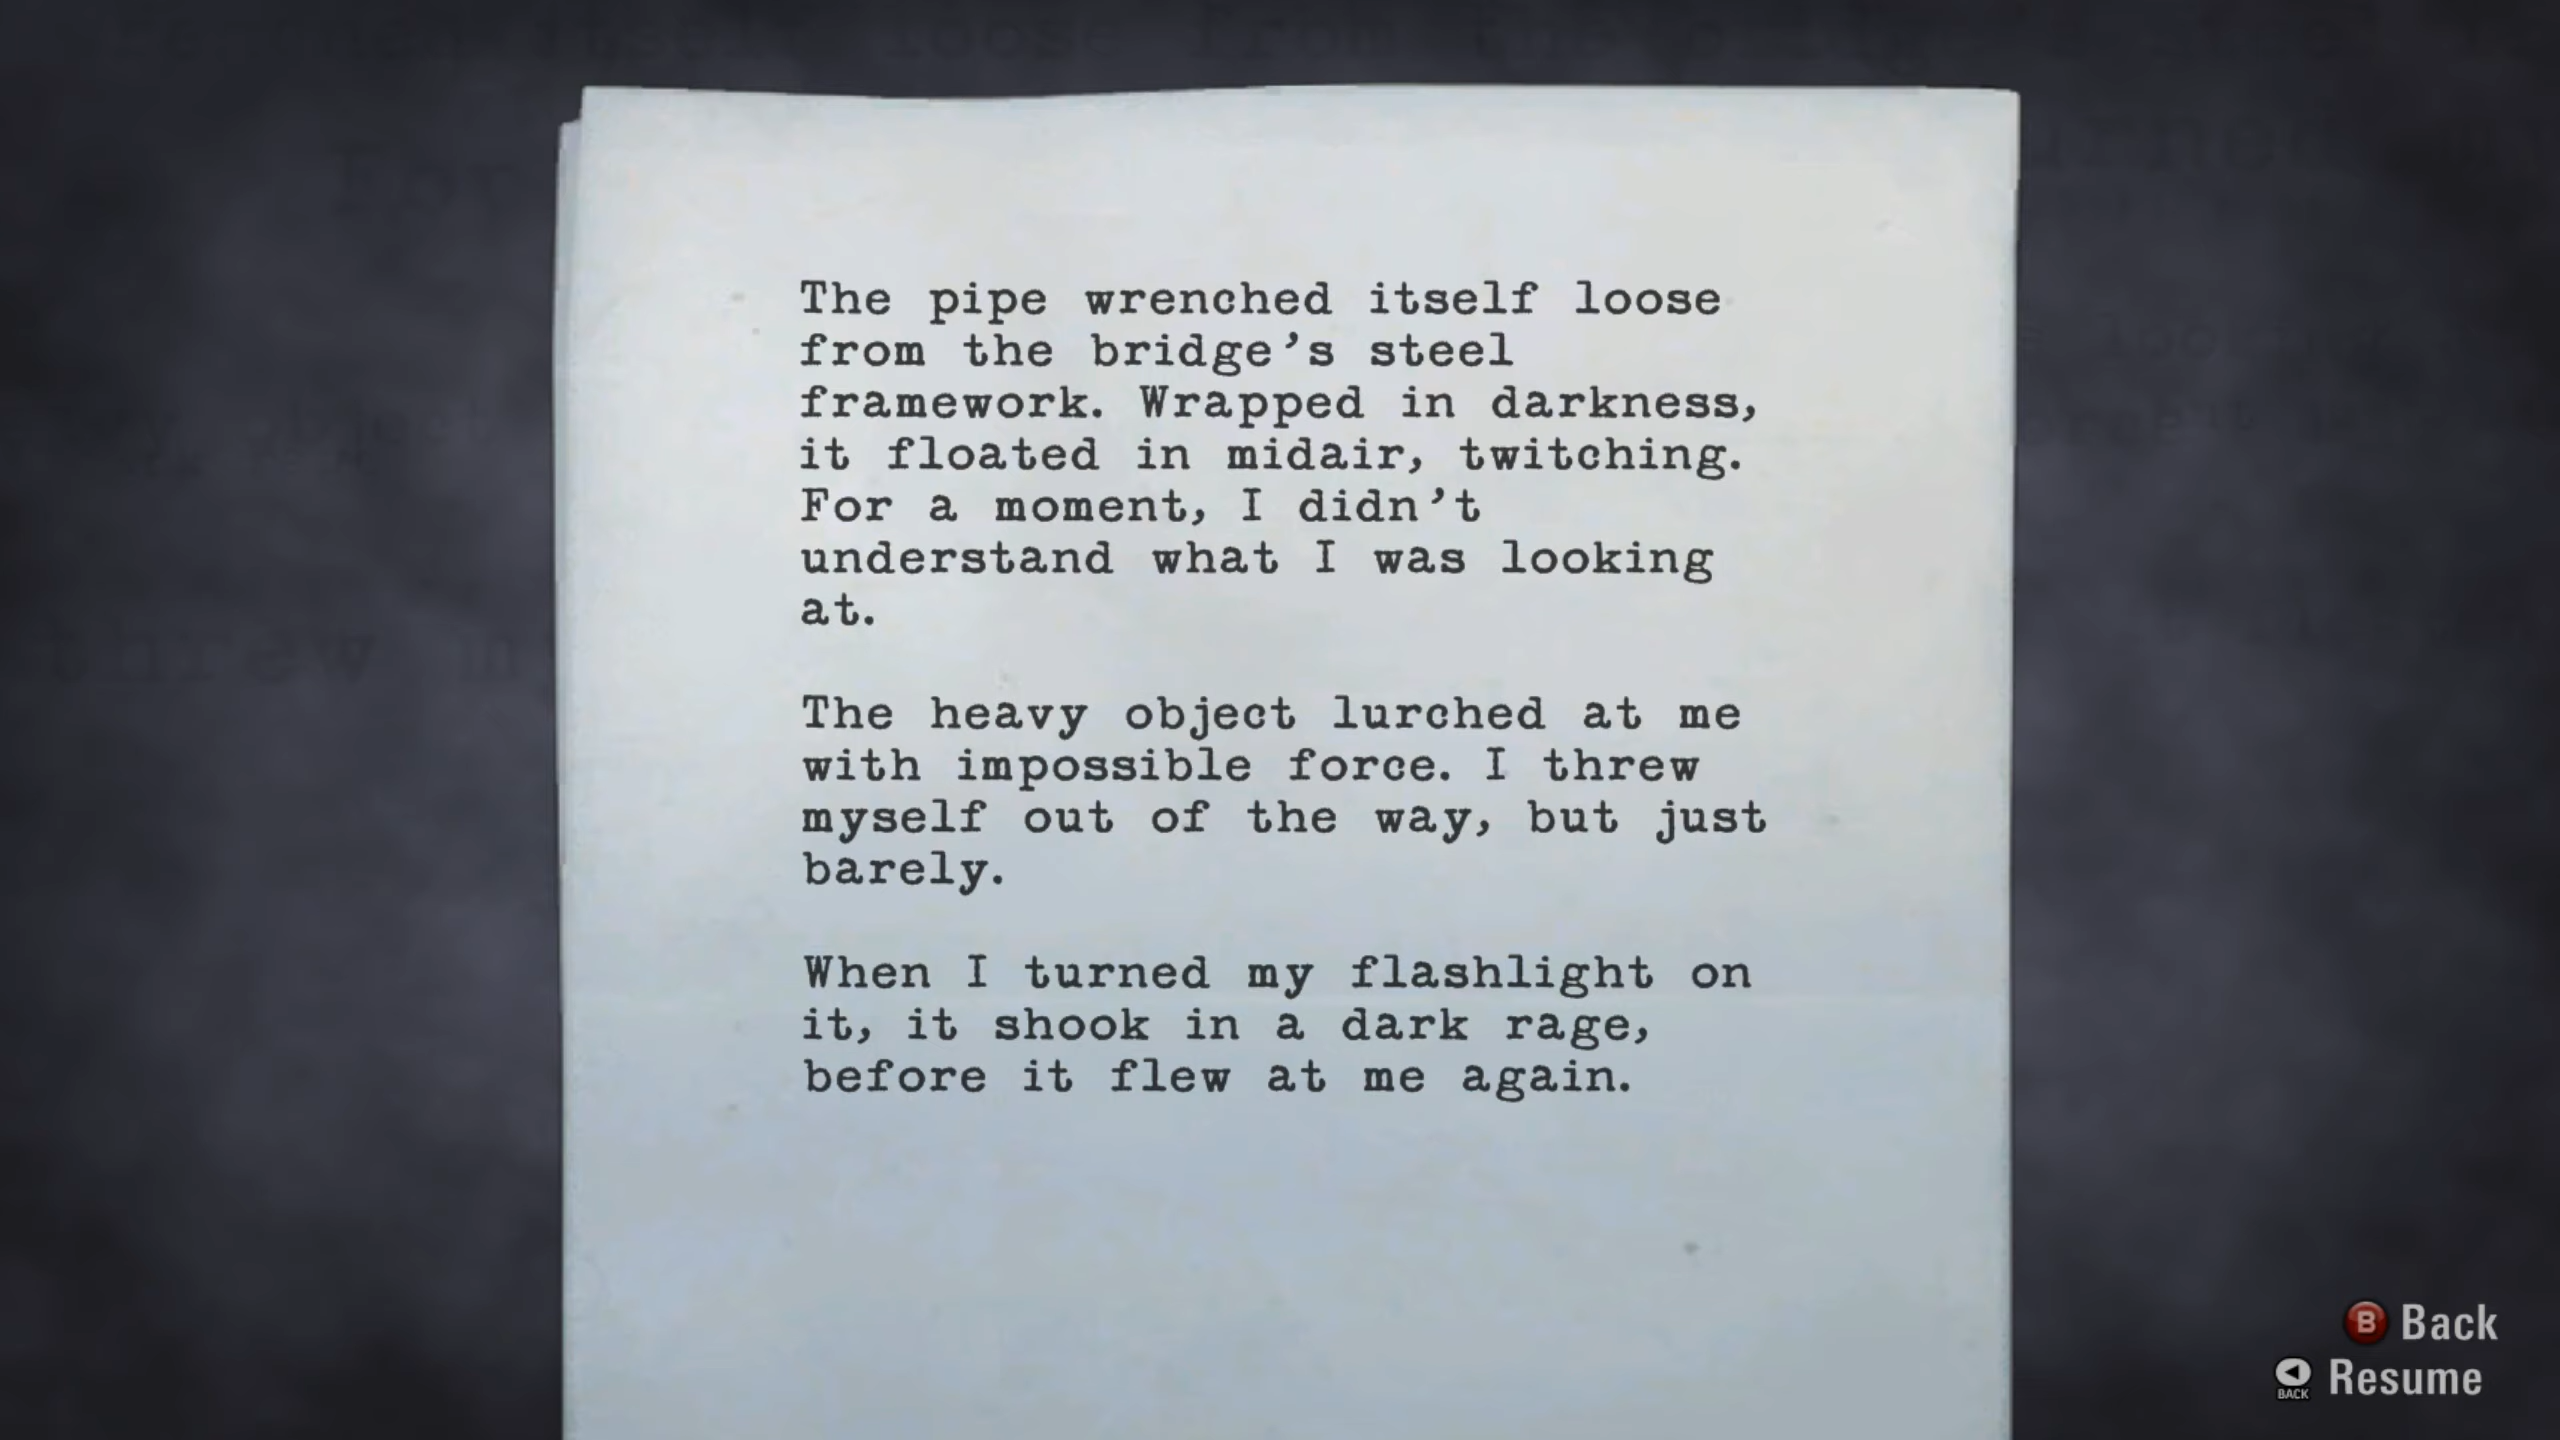 The pipe wrenched itself loose
from the bridge’s steel
framework. Wrapped in darkness,
it floated in midair, twitching.
For a moment, I didn’t
understand what I was looking
at.
The heavy object lurched at me
with impossible force. I threw
myself out of the way, but just
barely.
When I turned my flashlight on
it, it shook in a dark rage,
before it flew at me again.
B Back
BACK Resume